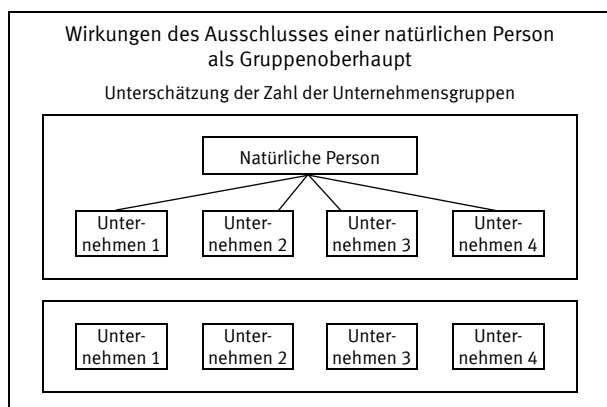 Wirkungen des Ausschlusses einer natürlichen Person
als Gruppenoberhaupt
Unterschätzung der Zahl der Unternehmensgruppen
Natürliche Person
Unter-
nehmen 1
Unter-
nehmen 2
Unter-
nehmen 3
Unter-
nehmen 4
Unter-
nehmen 1
Unter-
nehmen 2
Unter-
nehmen 3
Unter-
nehmen 4